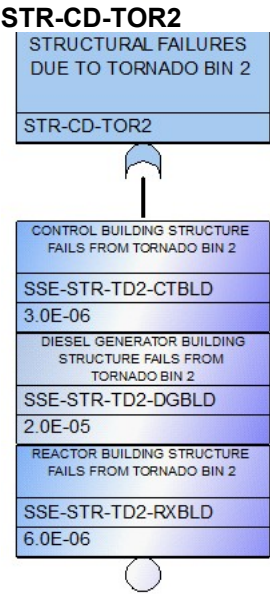 STR-CD-TOR2
STRUCTURAL FAILURES
DUE TO TORNADO BIN 2
STR-CD-TOR2
CONTROL BUILDING STRUCTURE
FAILS FROM TORNADO BIN 2
SSE-STR-TD2-CTBLD
3.0E-06
DIESEL GENERATOR BUILDING
STRUCTURE FAILS FROM
TORNADO BIN 2
SSE-STR-TD2-DGBLD
2.0E-05
REACTOR BUILDING STRUCTURE
FAILS FROM TORNADO BIN 2
SSE-STR-TD2-RXBLD
6.0E-06